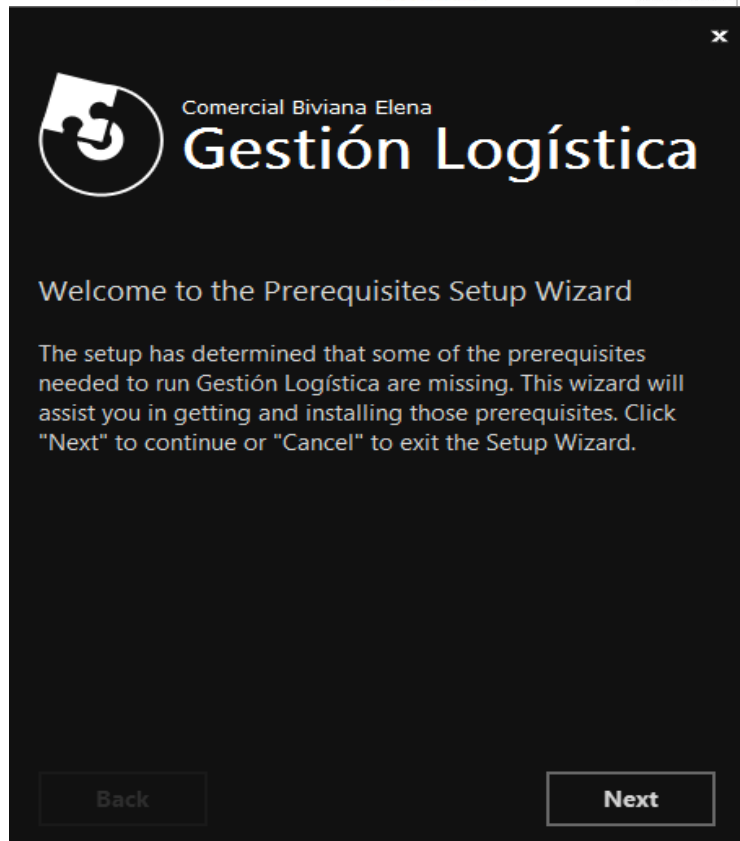 x
Comercial Biviana Elena
Gestión Logística
Welcome to the Prerequisites Setup Wizard
The setup has determined that some of the prerequisites
needed to run Gestión Logística are missing. This wizard will
assist you in getting and installing those prerequisites. Click
"Next" to continue or "Cancel" to exit the Setup Wizard.
Back
Next